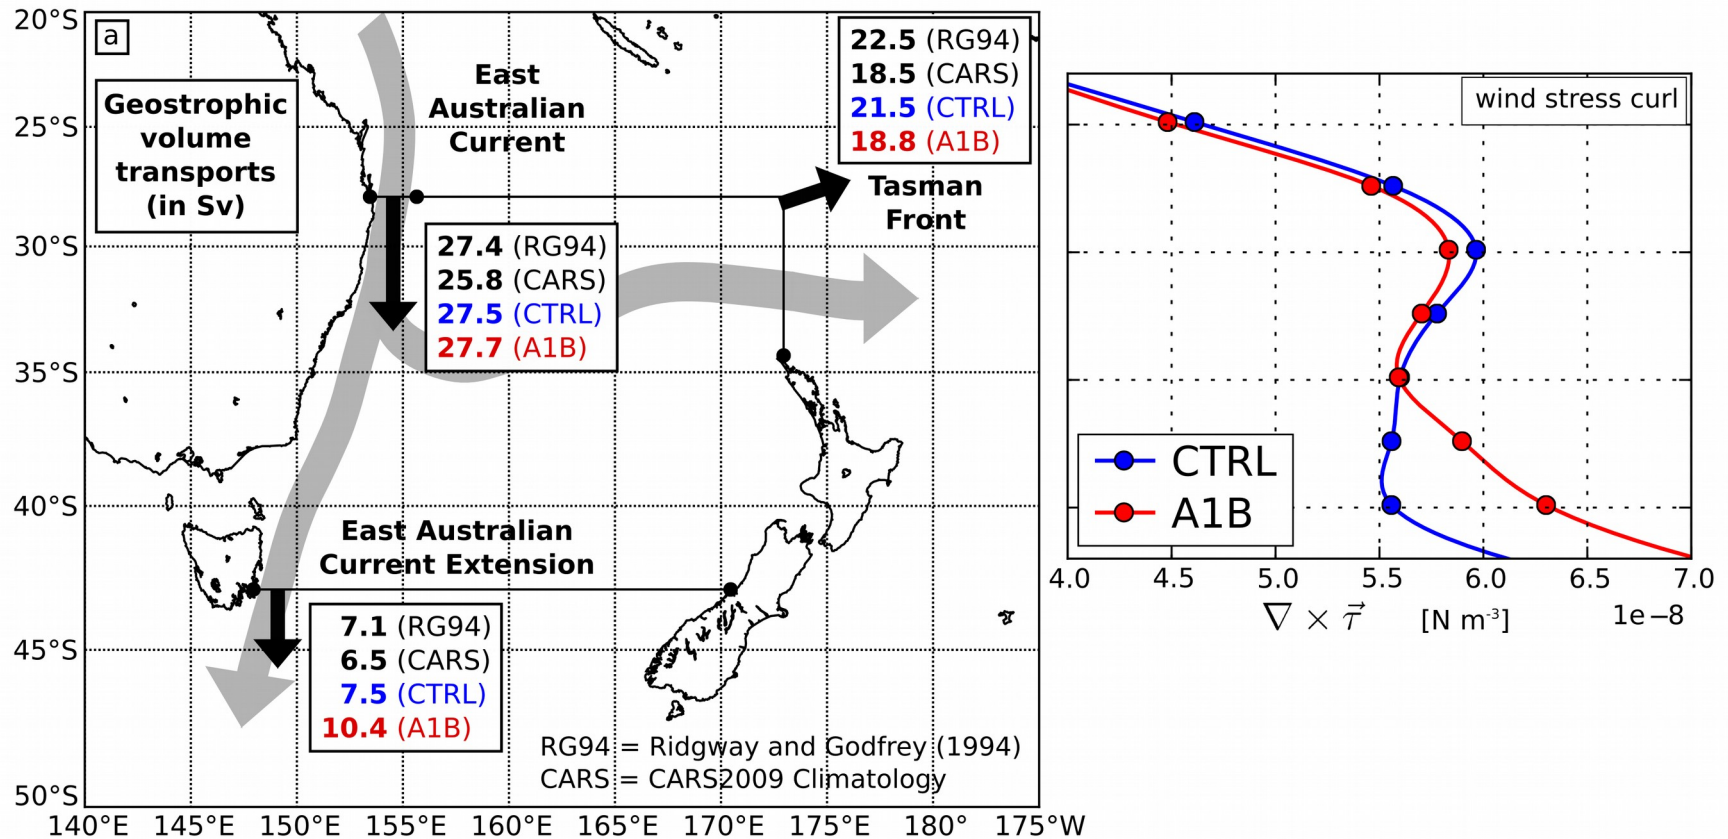 a
20°S
25°S
30°S
35°S
40°S
45°S
50°S
140°E
145°E
150°E
155°E
160°E
165°E
170°E
175°E
180°
175°W
Geostrophic
volume
transports
(in Sv)
East
Australian
Current
22.5 (RG94)
18.5 (CARS)
21.5 (CTRL)
18.8 (A1B)
Tasman
Front
27.4 (RG94)
25.8 (CARS)
27.5 (CTRL)
27.7 (A1B)
East Australian
Current Extension
7.1 (RG94)
6.5 (CARS)
7.5 (CTRL)
10.4 (A1B)
RG94 = Ridgway and Godfrey (1994)
CARS = CARS2009 Climatology
wind stress curl
CTRL
A1B
4.0 4.5 5.0 5.5 6.0 6.5 7.0
∇ × τ⃗ [N m⁻³] 1e−8